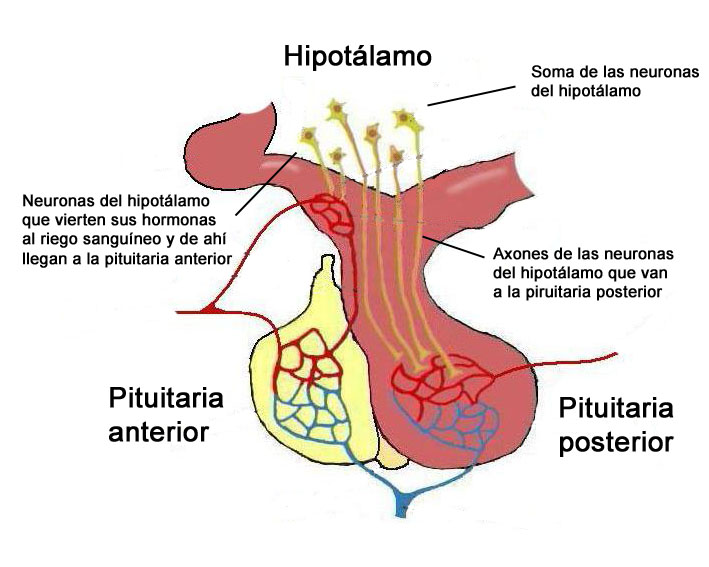 Hipotálamo
Soma de las neuronas
del hipotálamo
Neuronas del hipotálamo
que vierten sus hormonas
al riego sanguíneo y de ahí
llegan a la pituitaria anterior
Axones de las neuronas
del hipotálamo que van
a la piruitaria posterior
Pituitaria
anterior
Pituitaria
posterior